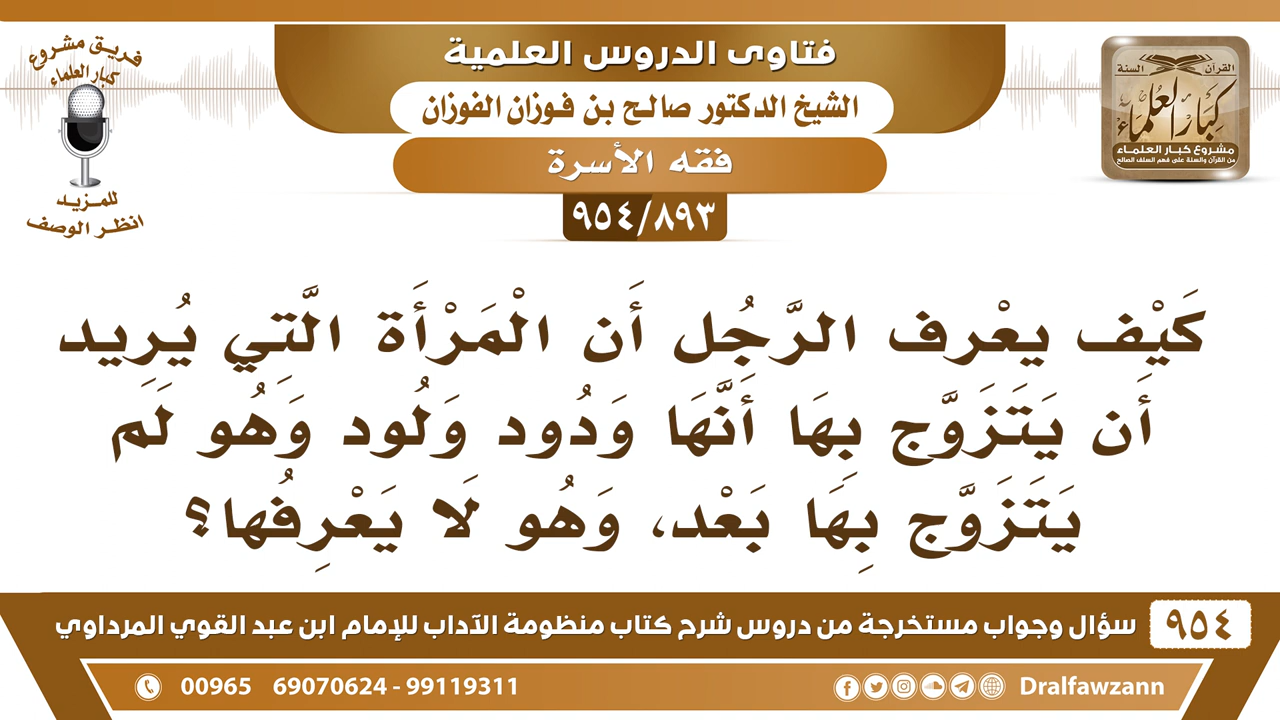 فريق مشروع
كبار العلماء
للمزيد
انظر الوصف
فتاوى الدروس العلمية
الشيخ الدكتور صالح بن فوزان الفوزان
فقه الأسرة
٩٥٤/٨٩٣
القرآن السنة
كبار العلماء
مشروع كبار العلماء
من القرآن والسنة على فهم السلف الصالح
كَيْف يعْرف الرَّجُل أَن الْمَرْأَة الَّتِي يُرِيد
أَن يَتَزَوَّج بِهَا أَنَّهَا وَدُود وَلُود وَهُو لَم
يَتَزَوَّج بِهَا بَعْد، وَهُو لَا يَعْرِفُها؟
٩٥٤ سؤال وجواب مستخرجة من دروس شرح كتاب منظومة الآداب للإمام ابن عبد القوي المرداوي
00965 69070624 - 99119311
Dralfawzann